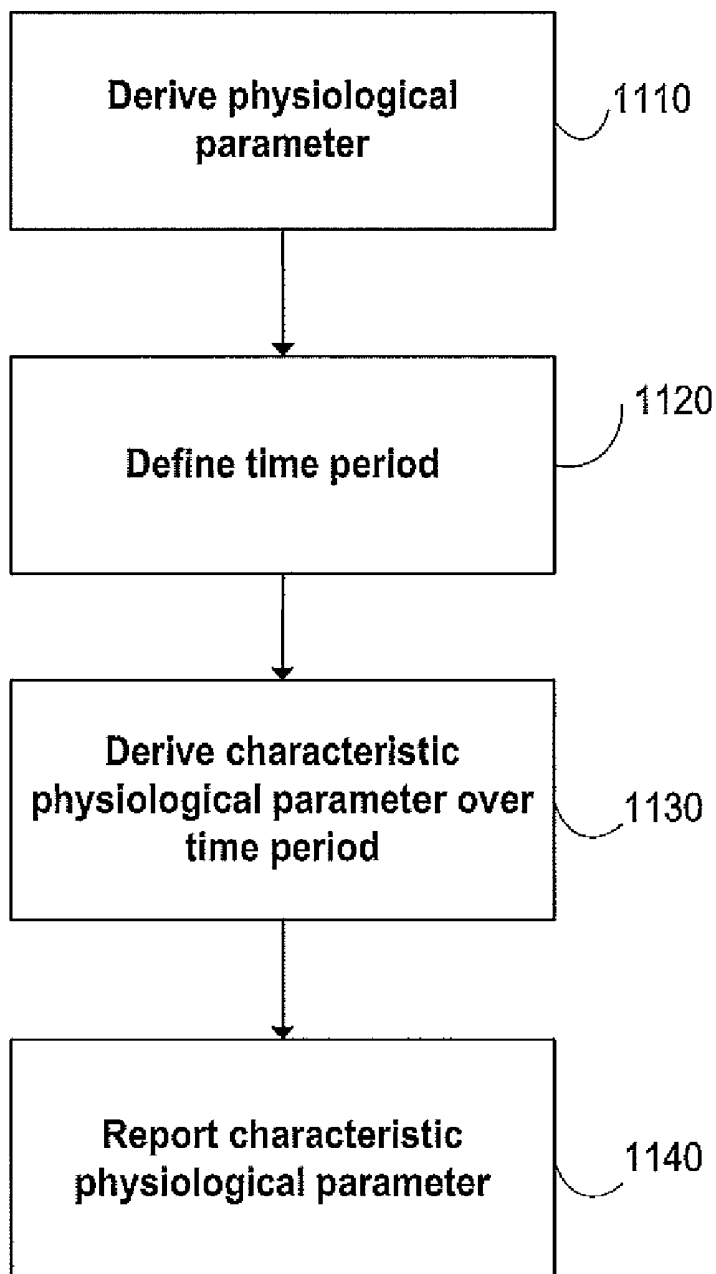 Derive physiological
parameter
1110
Define time period
1120
Derive characteristic
physiological parameter over
time period
1130
Report characteristic
physiological parameter
1140